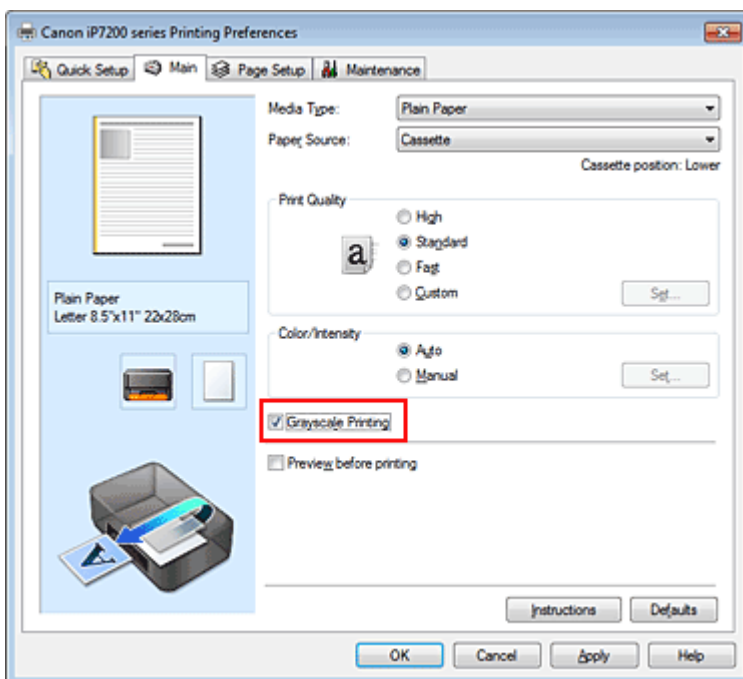 Canon iP7200 series Printing Preferences
Quick Setup Main Page Setup Maintenance
Media Type: Plain Paper
Paper Source: Cassette
Cassette position: Lower
Print Quality
High
a Standard
Fast
Custom Set...
Plain Paper
Letter 8.5"x11" 22x28cm
Color/Intensity
Auto
Manual Set...
Grayscale Printing
Preview before printing
A
Instructions Defaults
OK Cancel Apply Help